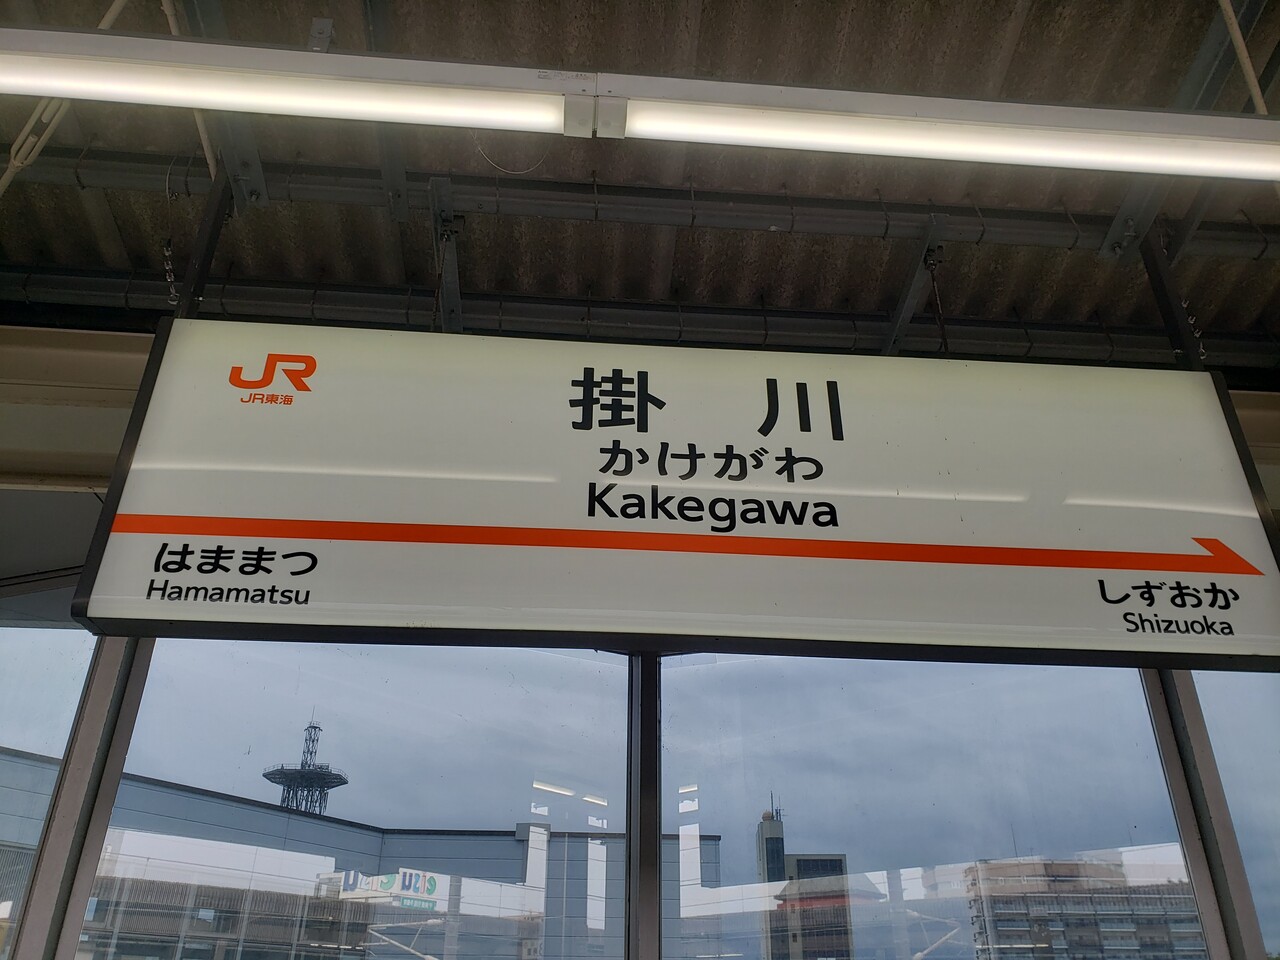 JR
JR東海
掛川
かけがわ
Kakegawa
はままつ
Hamamatsu
しずおか
Shizuoka
eisu